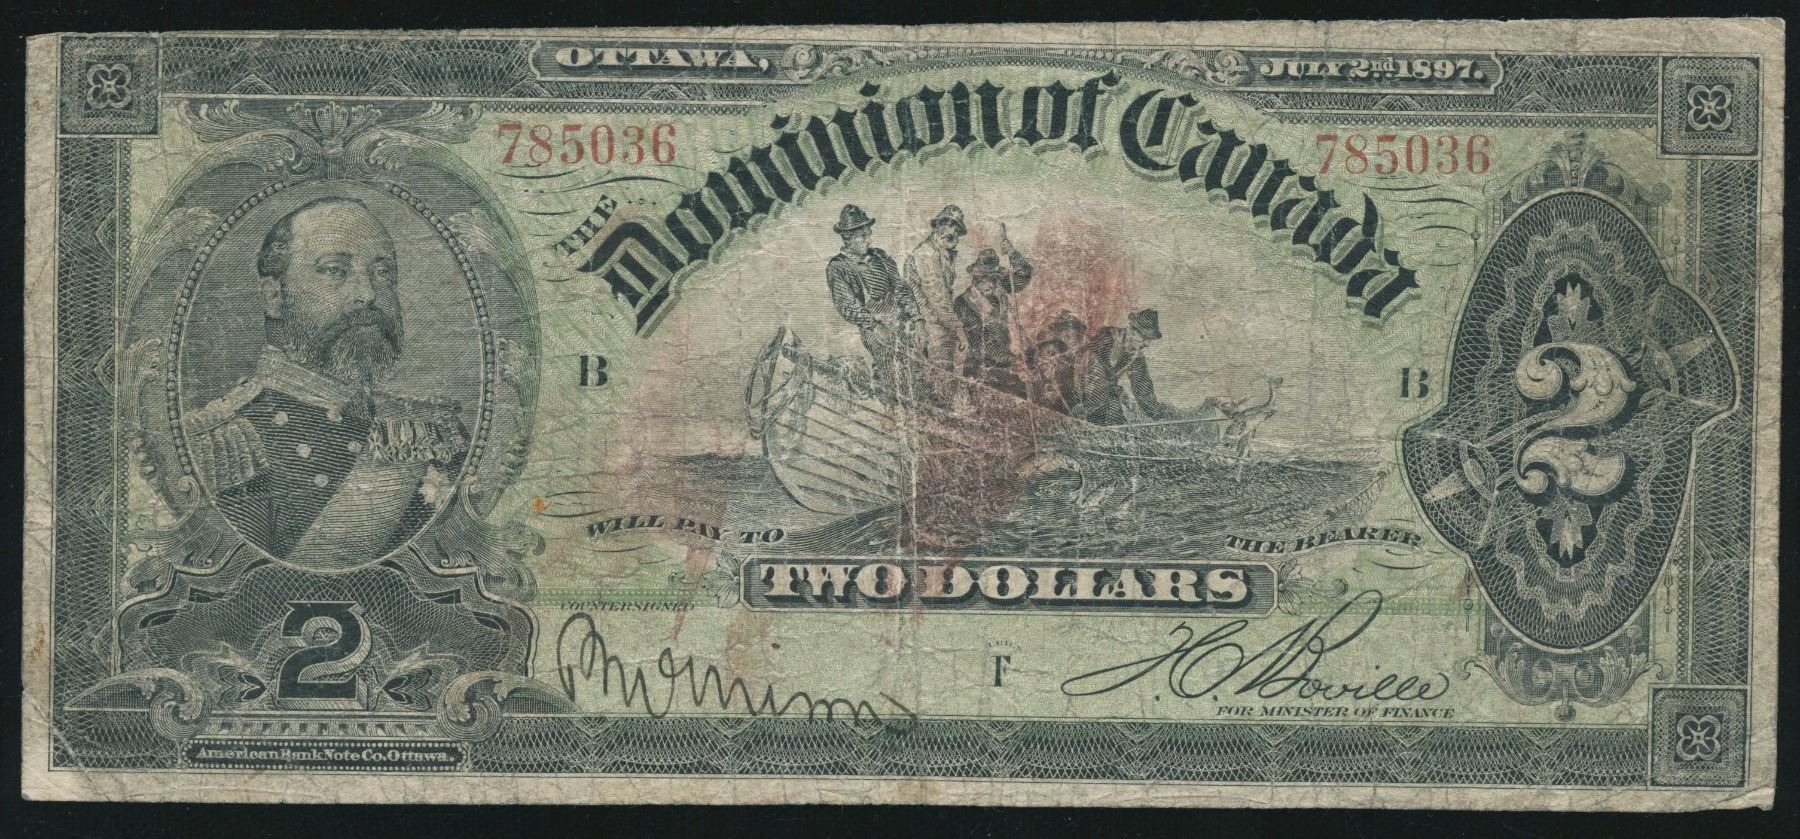 OTTAWA, JULY 2nd 1897.
785036 785036
THE Dominion of Canada
B B
2
WILL PAY TO THE BEARER
TWO DOLLARS
COUNTERSIGNED
F
H C Boville
FOR MINISTER OF FINANCE
2
American Bank Note Co. Ottawa.